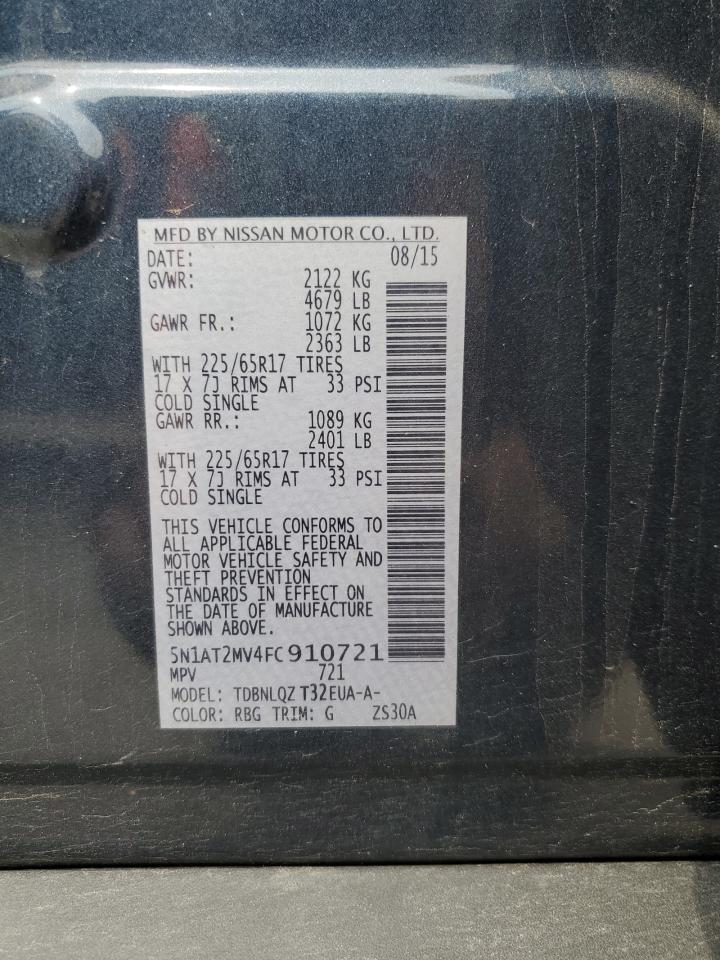 MFD BY NISSAN MOTOR CO., LTD.
DATE: 08/15
GVWR: 2122 KG
4679 LB
GAWR FR.: 1072 KG
2363 LB
WITH 225/65R17 TIRES
17 X 7J RIMS AT 33 PSI
COLD SINGLE
GAWR RR.: 1089 KG
2401 LB
WITH 225/65R17 TIRES
17 X 7J RIMS AT 33 PSI
COLD SINGLE
THIS VEHICLE CONFORMS TO
ALL APPLICABLE FEDERAL
MOTOR VEHICLE SAFETY AND
THEFT PREVENTION
STANDARDS IN EFFECT ON
THE DATE OF MANUFACTURE
SHOWN ABOVE.
5N1AT2MV4FC910721
MPV 721
MODEL: TDBNLQZ T32EUA-A-
COLOR: RBG TRIM: G ZS30A